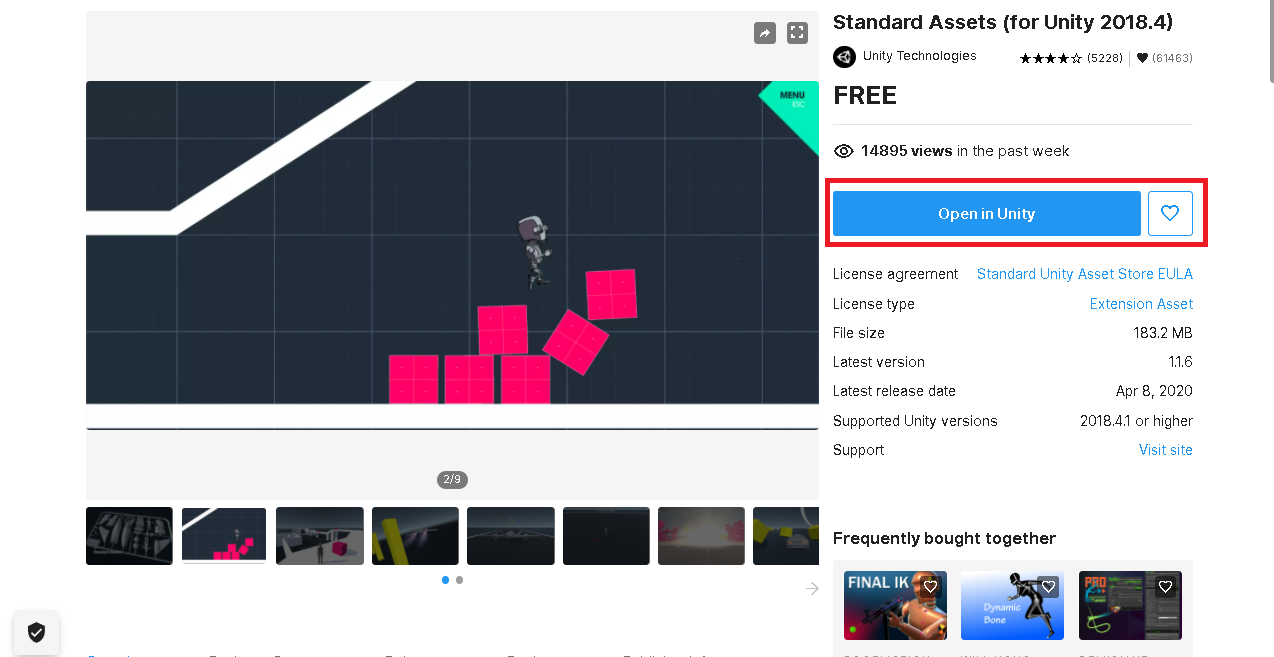 Standard Assets (for Unity 2018.4)
Unity Technologies
(5228)
(61463)
FREE
14895 views in the past week
Open in Unity
License agreement Standard Unity Asset Store EULA
License type Extension Asset
File size 183.2 MB
Latest version 1.1.6
Latest release date Apr 8, 2020
Supported Unity versions 2018.4.1 or higher
Support Visit site
MENU
ESC
2/9
Frequently bought together
FINAL IK
Dynamic
Bone
PRO